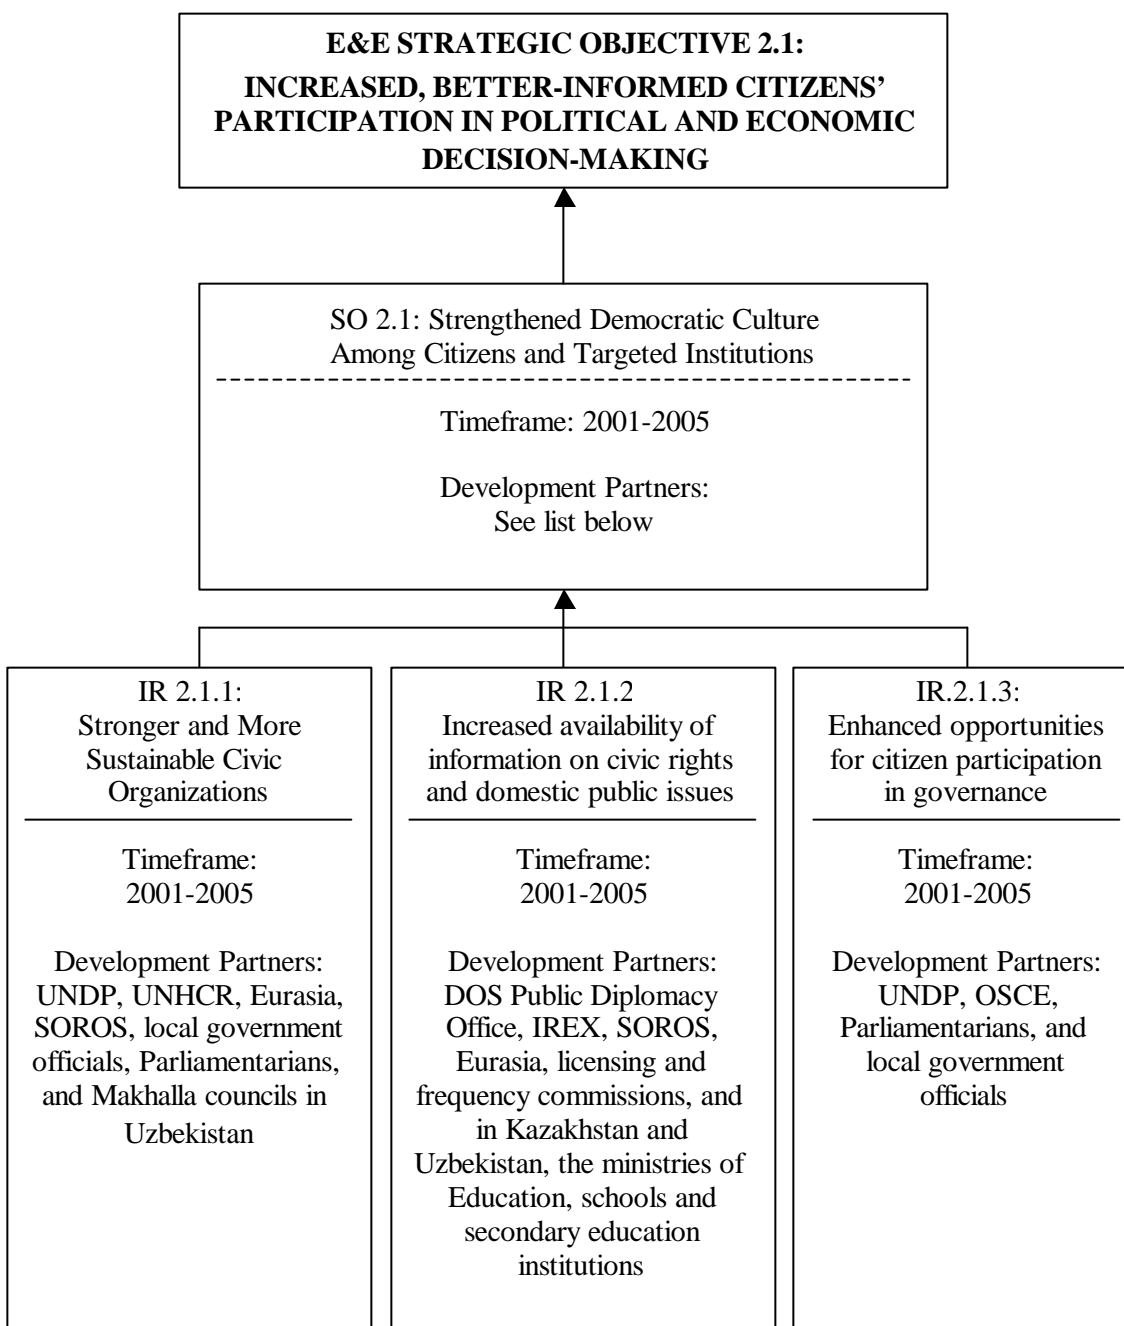 E&E STRATEGIC OBJECTIVE 2.1:
INCREASED, BETTER-INFORMED CITIZENS’
PARTICIPATION IN POLITICAL AND ECONOMIC
DECISION-MAKING
SO 2.1: Strengthened Democratic Culture
Among Citizens and Targeted Institutions
Timeframe: 2001-2005
Development Partners:
See list below
IR 2.1.1:
Stronger and More
Sustainable Civic
Organizations
Timeframe:
2001-2005
Development Partners:
UNDP, UNHCR, Eurasia,
SOROS, local government
officials, Parliamentarians,
and Makhalla councils in
Uzbekistan
IR 2.1.2
Increased availability of
information on civic rights
and domestic public issues
Timeframe:
2001-2005
Development Partners:
DOS Public Diplomacy
Office, IREX, SOROS,
Eurasia, licensing and
frequency commissions, and
in Kazakhstan and
Uzbekistan, the ministries of
Education, schools and
secondary education
institutions
IR.2.1.3:
Enhanced opportunities
for citizen participation
in governance
Timeframe:
2001-2005
Development Partners:
UNDP, OSCE,
Parliamentarians, and
local government
officials